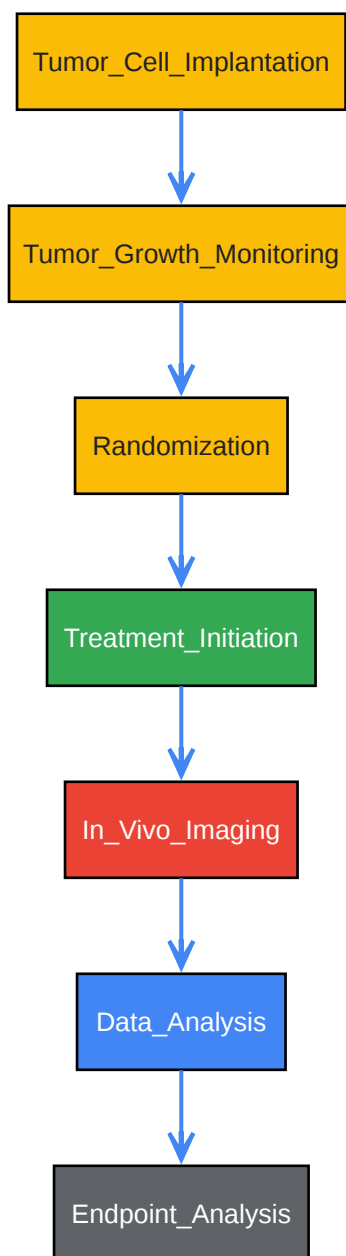 Tumor_Cell_Implantation
Tumor_Growth_Monitoring
Randomization
Treatment_Initiation
In_Vivo_Imaging
Data_Analysis
Endpoint_Analysis